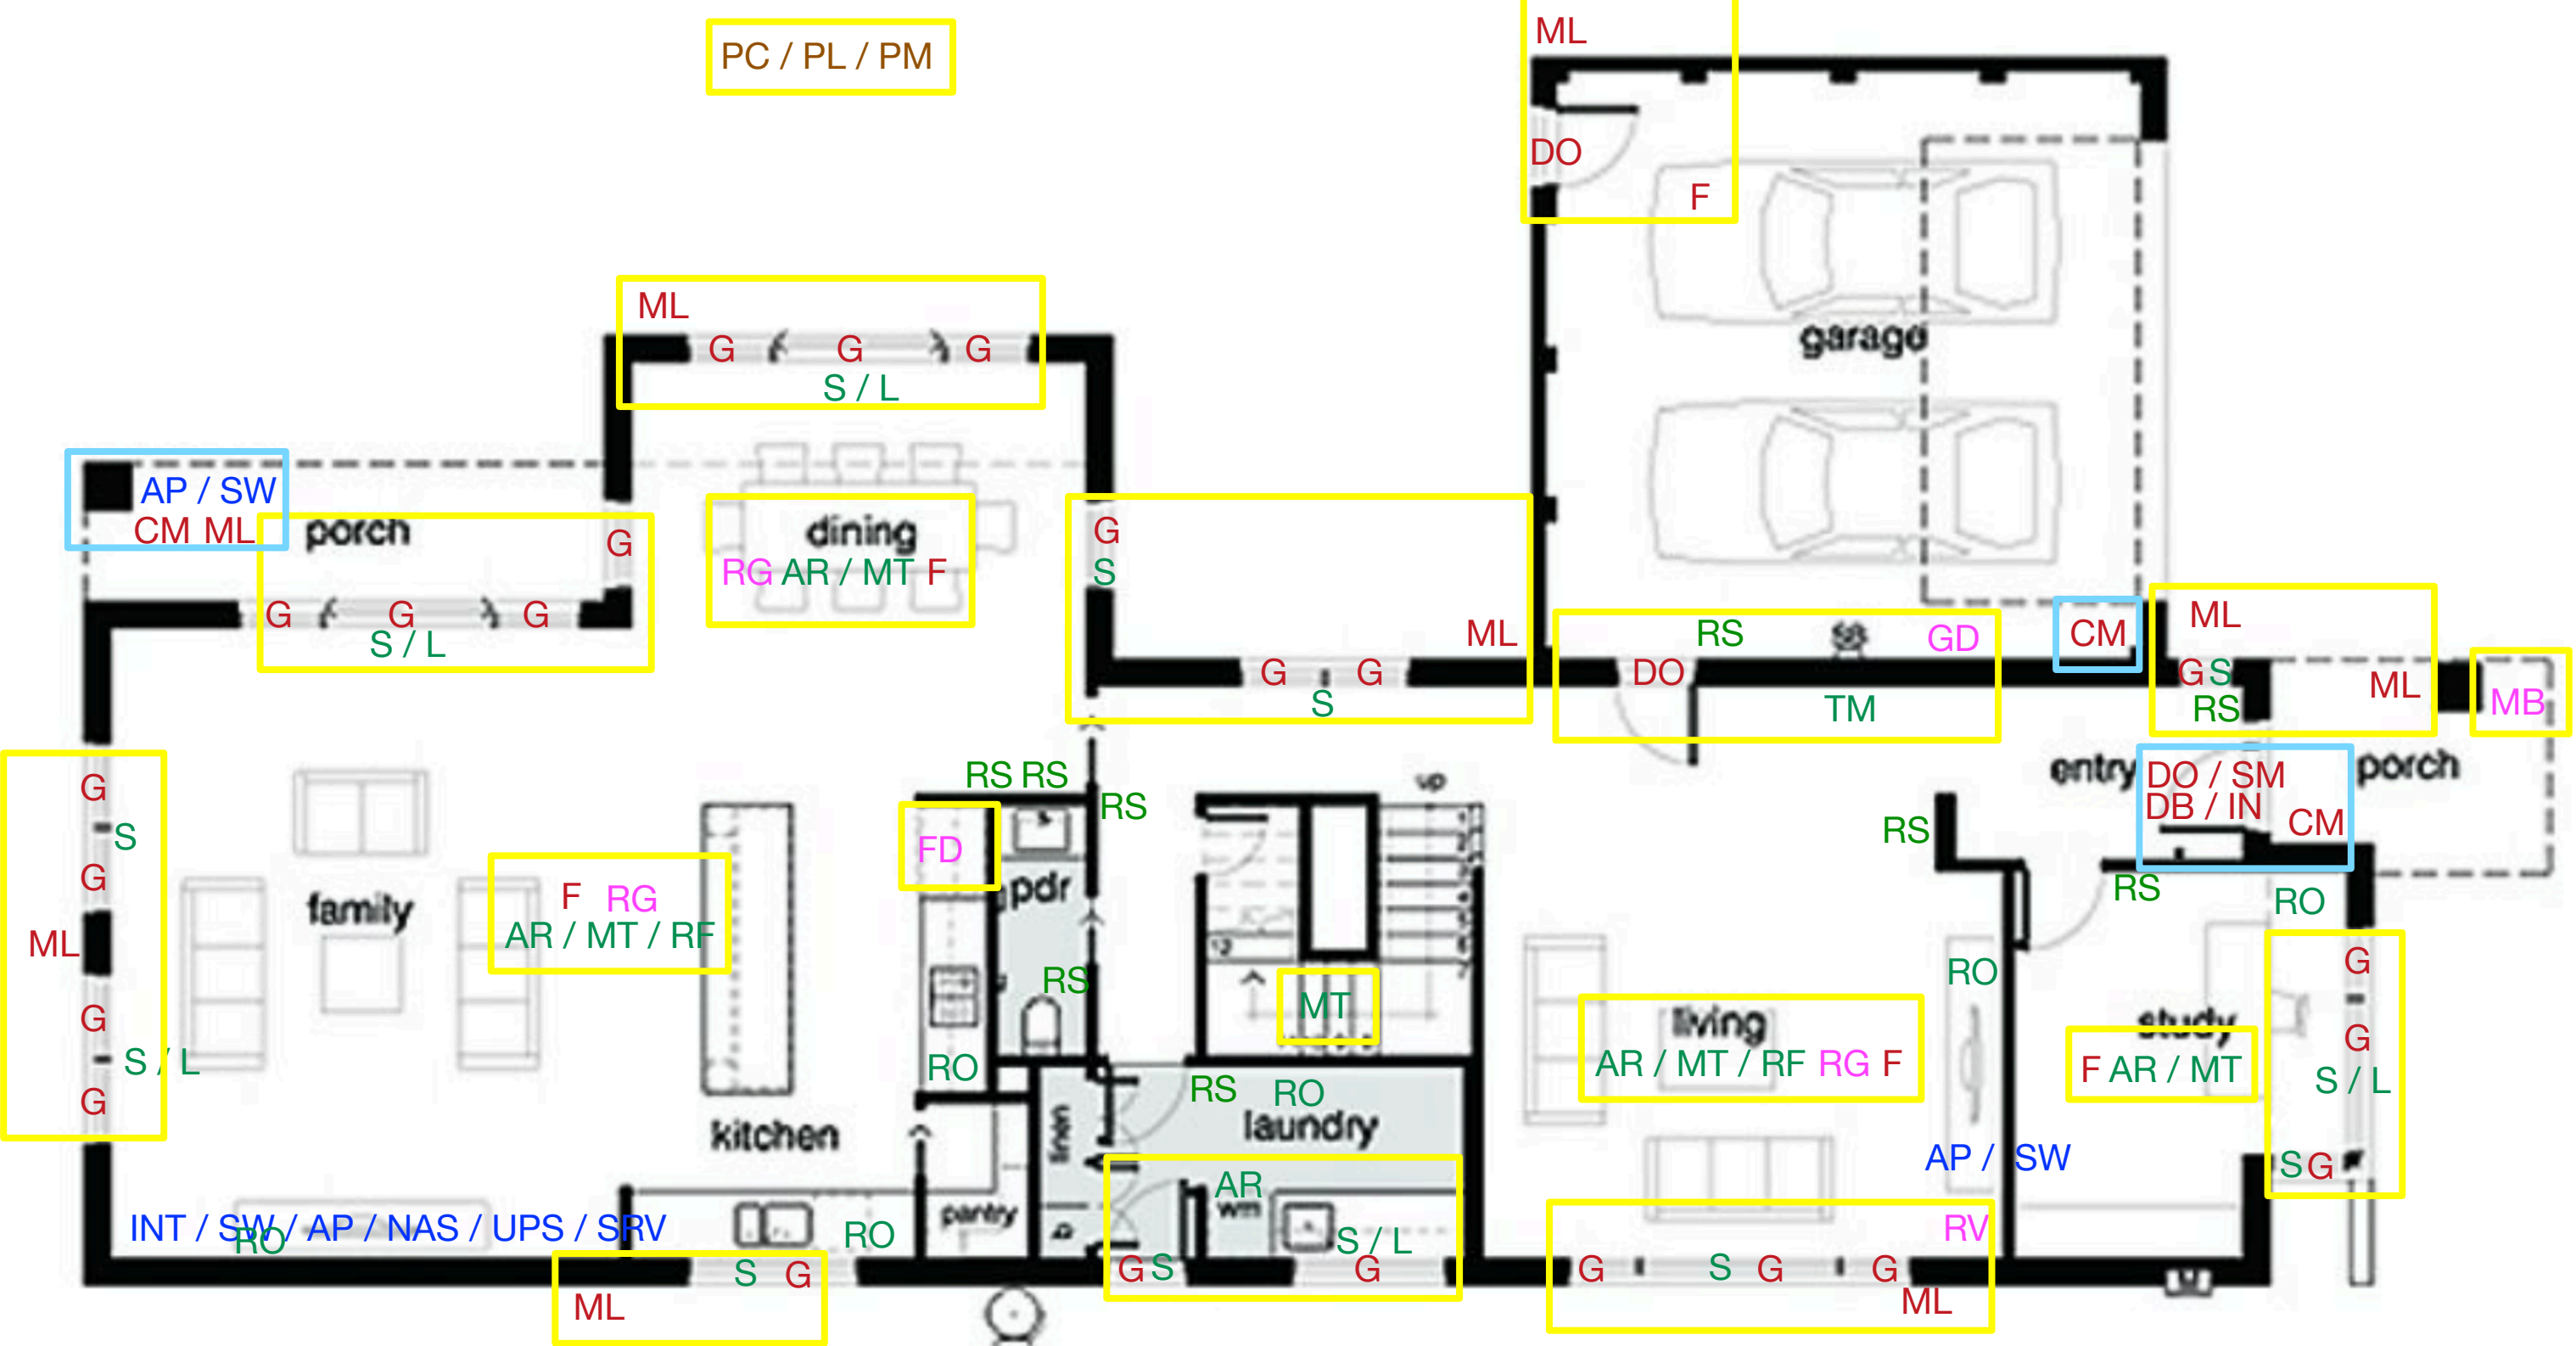 ML
PC / PL / PM
DO
F
ML
G G G
S / L
garage
AP / SW
CM ML
porch
G
dining
RG AR / MT F
G
S
G G G
S / L
ML
RS
GD
CM
ML
G G
S
DO
TM
G S
RS
ML
MB
G
S
G
ML
G
S / L
G
family
F RG
AR / MT / RF
RS RS
RS
FD
pdr
RS
RO
up
12
MT
RS
entry
DO / SM
DB / IN
CM
porch
RS
RO
RO
living
AR / MT / RF RG F
study
F AR / MT
G
G
S / L
S G
AP / SW
kitchen
linen
RS RO
laundry
AR
wm
S / L
G S
G
pantry
INT / SW / AP / NAS / UPS / SRV
RO
RO
S G
ML
RV
G S G G
ML